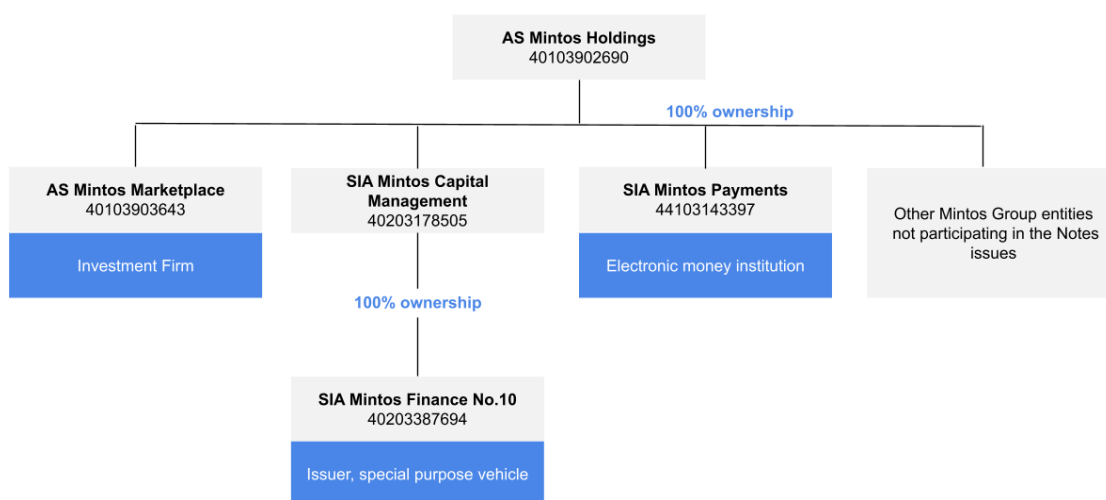 AS Mintos Holdings
40103902690
100% ownership
AS Mintos Marketplace
40103903643
Investment Firm
SIA Mintos Capital
Management
40203178505
SIA Mintos Payments
44103143397
Electronic money institution
Other Mintos Group entities
not participating in the Notes
issues
100% ownership
SIA Mintos Finance No.10
40203387694
Issuer, special purpose vehicle